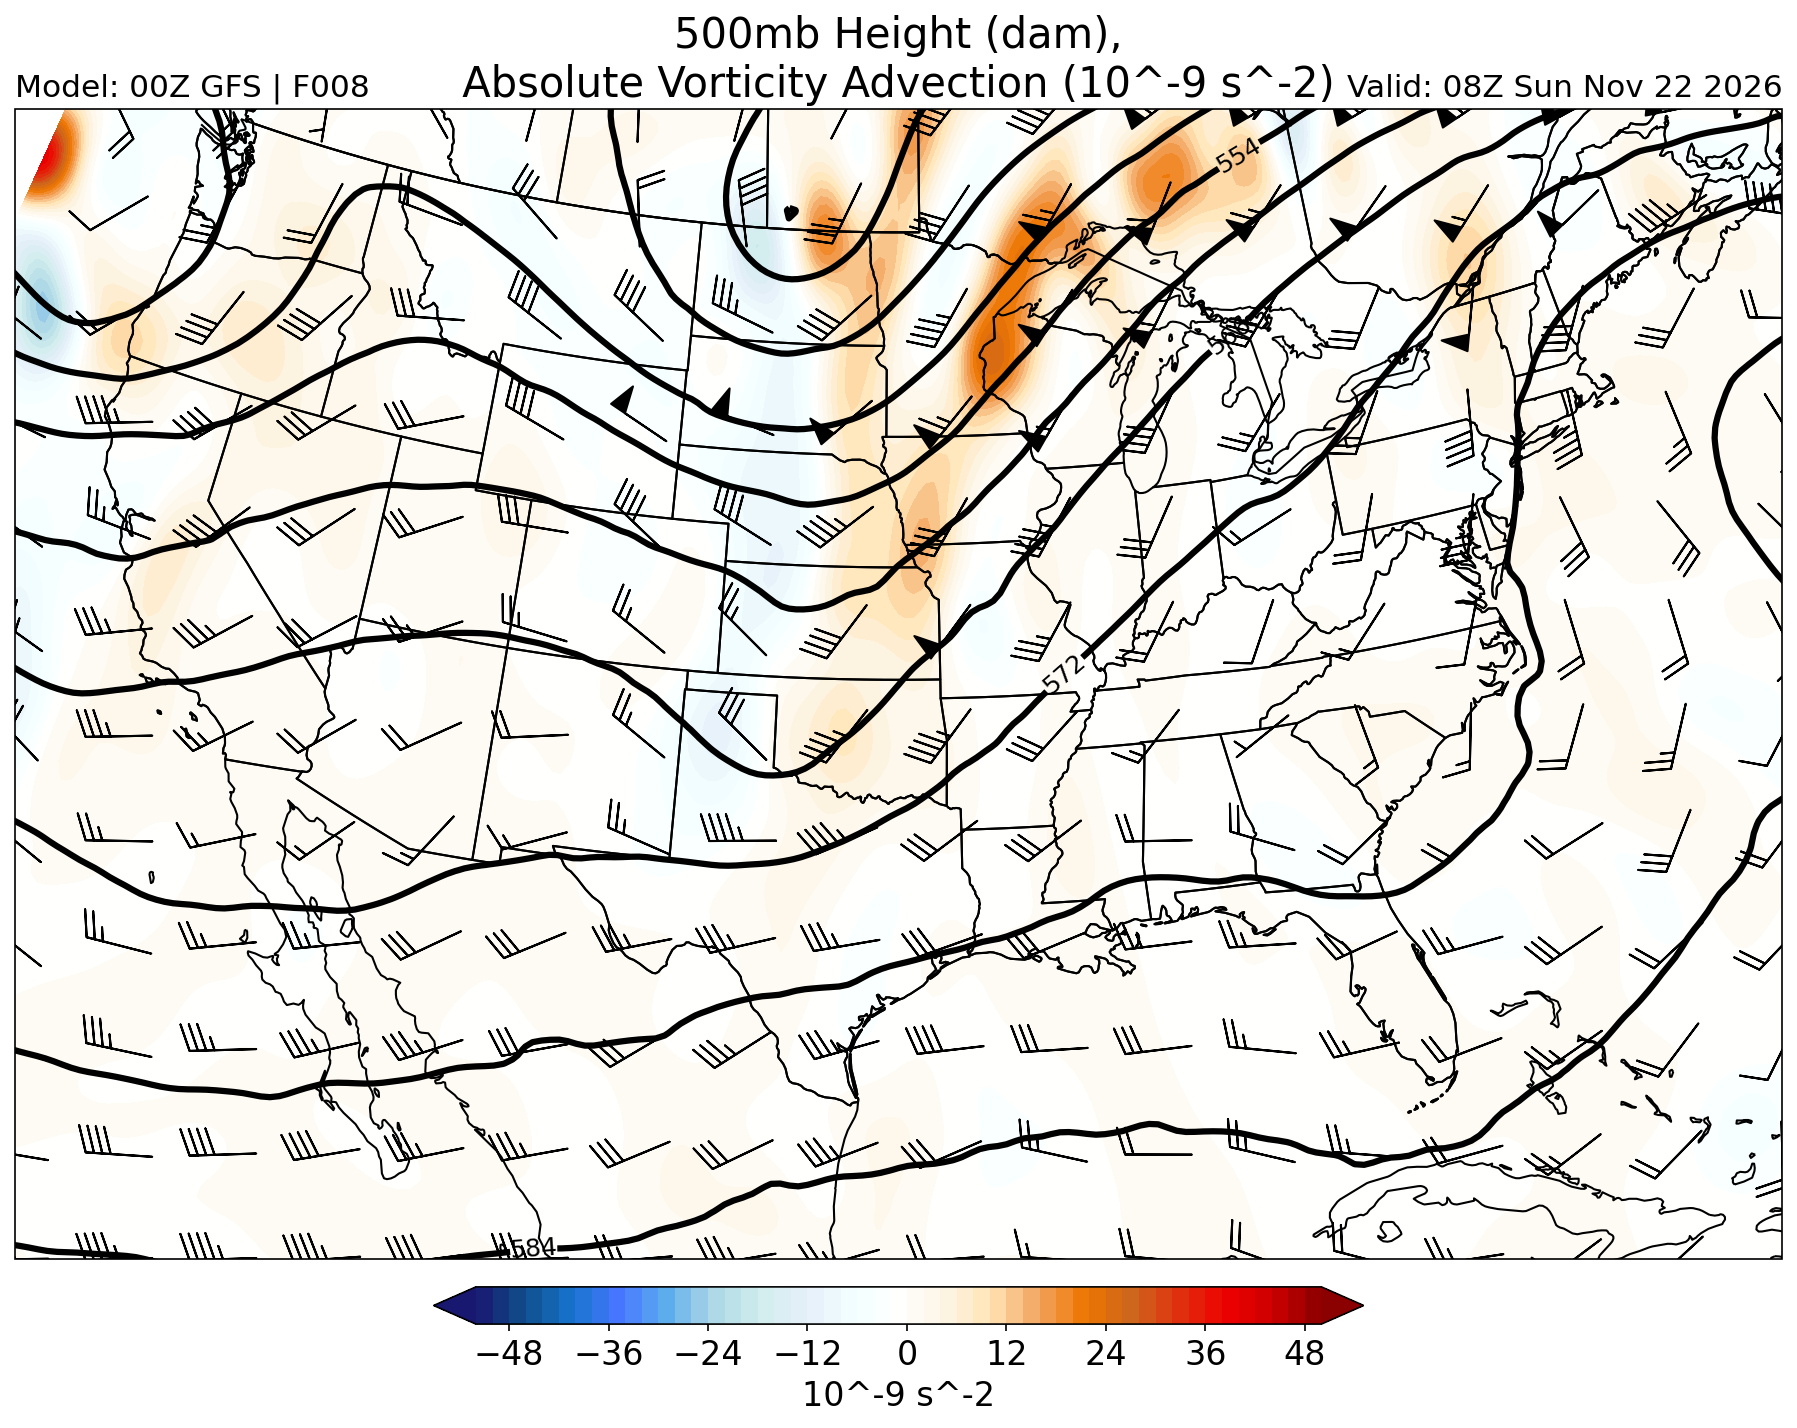 500mb Height (dam),
Model: 00Z GFS | F008
Absolute Vorticity Advection (10^-9 s^-2)
Valid: 08Z Sun Nov 22 2026
554
572
584
−48 −36 −24 −12 0 12 24 36 48
10^-9 s^-2